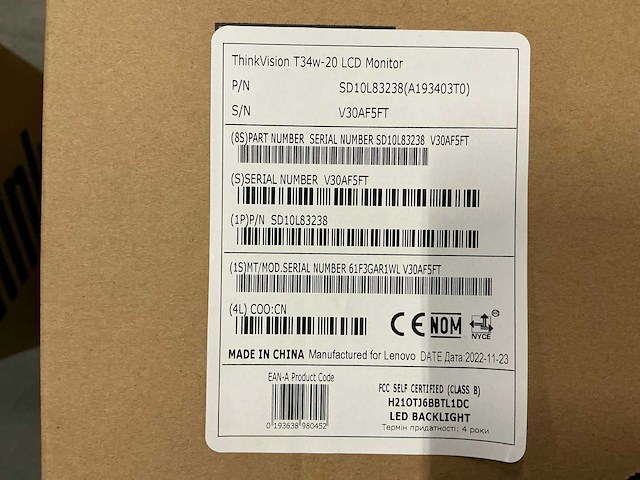 ThinkVision T34w-20 LCD Monitor
P/N SD10L83238(A193403T0)
S/N V30AF5FT
(8S)PART NUMBER SERIAL NUMBER SD10L83238 V30AF5FT
(S)SERIAL NUMBER V30AF5FT
(1P)P/N SD10L83238
(1S)MT/MOD.SERIAL NUMBER 61F3GAR1WL V30AF5FT
(4L) COO:CN
CE NOM NYCE
MADE IN CHINA Manufactured for Lenovo DATE Дата:2022-11-23
EAN-A Product Code
0 193638 980452
FCC SELF CERTIFIED (CLASS B)
H21OTJ6BBTL1DC
LED BACKLIGHT
Термін придатності: 4 роки